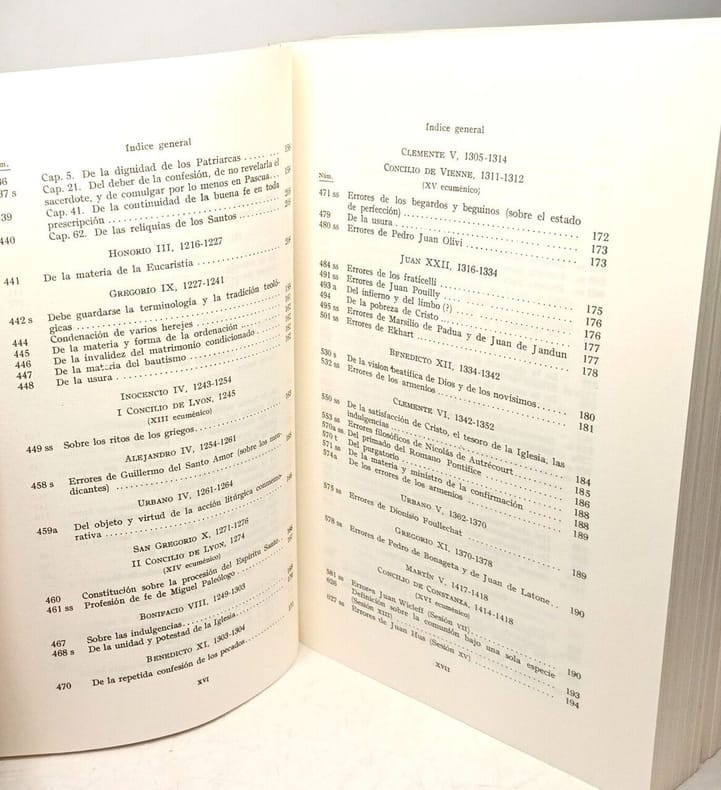 Indice general
Cap. 5. De la dignidad de los Patriarcas
Cap. 21. Del deber de la confesión, de no revelarla el
sacerdote, y de comulgar por lo menos en Pascua
Cap. 41. De la continuidad de la buena fe en toda
prescripción
440 Cap. 62. De las reliquias de los Santos
HONORIO III, 1216-1227
441 De la materia de la Eucaristía
GREGORIO IX, 1227-1241
442 s Debe guardarse la terminología y la tradición teoló-
gicas
444 Condenación de varios herejes
445 De la materia y forma de la ordenación
446 De la invalidez del matrimonio condicionado
447 De la materia del bautismo
448 De la usura
INOCENCIO IV, 1243-1254
I CONCILIO DE LYON, 1245
(XIII ecuménico)
449 ss Sobre los ritos de los griegos
ALEJANDRO IV, 1254-1261
458 s Errores de Guillermo del Santo Amor (sobre los men-
dicantes)
URBANO IV, 1261-1264
459a Del objeto y virtud de la acción litúrgica conmemo-
rativa
SAN GREGORIO X, 1271-1276
II CONCILIO DE LYON, 1274
(XIV ecuménico)
460 Constitución sobre la procesión del Espíritu Santo
461 ss Profesión de fe de Miguel Paleólogo
BONIFACIO VIII, 1249-1303
467 Sobre las indulgencias
468 s De la unidad y potestad de la Iglesia
BENEDICTO XI, 1303-1304
470 De la repetida confesión de los pecados
XVI
Indice general
CLEMENTE V, 1305-1314
CONCILIO DE VIENNE, 1311-1312
(XV ecuménico)
Núm.
471 ss Errores de los begardos y beguinos (sobre el estado
de perfección) 172
479 De la usura 173
480 ss Errores de Pedro Juan Olivi 173
JUAN XXII, 1316-1334
484 ss Errores de los fraticelli 175
491 ss Errores de Juan Pouilly 176
493 a Del infierno y del limbo (?) 176
494 De la pobreza de Cristo 177
495 ss Errores de Marsilio de Padua y de Juan de Jandun 177
501 ss Errores de Ekhart 178
BENEDICTO XII, 1334-1342
530 s De la visión beatífica de Dios y de los novísimos 180
532 ss Errores de los armenios 181
CLEMENTE VI, 1342-1352
550 ss De la satisfacción de Cristo, el tesoro de la Iglesia, las
indulgencias 184
553 ss Errores filosóficos de Nicolás de Autrécourt 185
570a ss. Del primado del Romano Pontífice 186
570 t Del purgatorio 188
571 ss De la materia y ministro de la confirmación 188
574a De los errores de los armenios 189
URBANO V, 1362-1370
575 ss Errores de Dionisio Foullechat 189
GREGORIO XI, 1370-1378
578 ss Errores de Pedro de Bonageta y de Juan de Latone 190
MARTÍN V, 1417-1418
CONCILIO DE CONSTANZA, 1414-1418
(XVI ecuménico)
581 ss Errores Juan Wicleff (Sesión VIII) 190
626 Definición sobre la comunión bajo una sola especie
(Sesión XIII) 193
627 ss Errores de Juan Hus (Sesión XV) 194
XVII